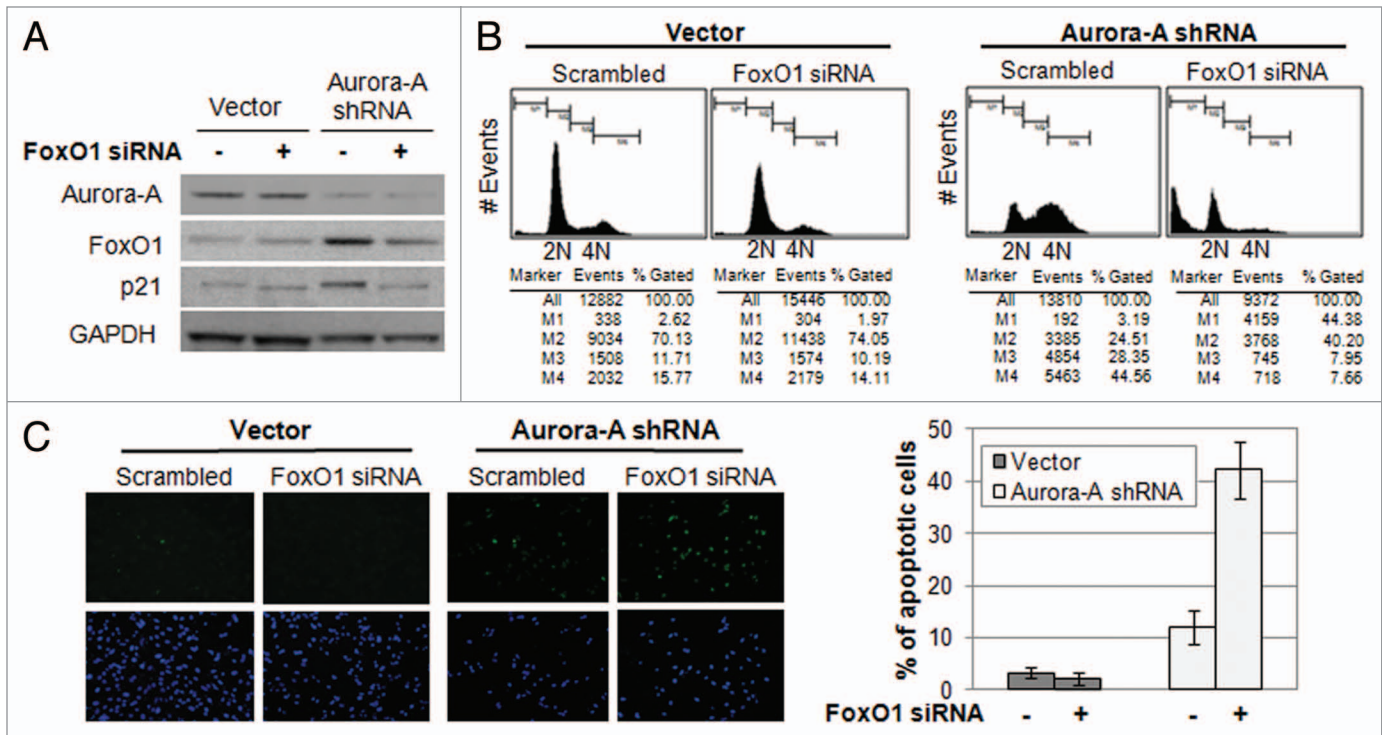 A
Vector
Aurora-A
shRNA
FoxO1 siRNA - + - +
Aurora-A
FoxO1
p21
GAPDH
B
Vector
Scrambled FoxO1 siRNA
# Events
2N 4N 2N 4N
Marker Events % Gated Marker Events % Gated
All 12882 100.00 All 15446 100.00
M1 338 2.62 M1 304 1.97
M2 9034 70.13 M2 11438 74.05
M3 1508 11.71 M3 1574 10.19
M4 2032 15.77 M4 2179 14.11
Aurora-A shRNA
Scrambled FoxO1 siRNA
# Events
2N 4N 2N 4N
Marker Events % Gated Marker Events % Gated
All 13810 100.00 All 9372 100.00
M1 192 3.19 M1 4159 44.38
M2 3385 24.51 M2 3768 40.20
M3 4854 28.35 M3 745 7.95
M4 5463 44.56 M4 718 7.66
C
Vector Aurora-A shRNA
Scrambled FoxO1 siRNA Scrambled FoxO1 siRNA
% of apoptotic cells
50
40
30
20
10
0
Vector
Aurora-A shRNA
FoxO1 siRNA - + - +